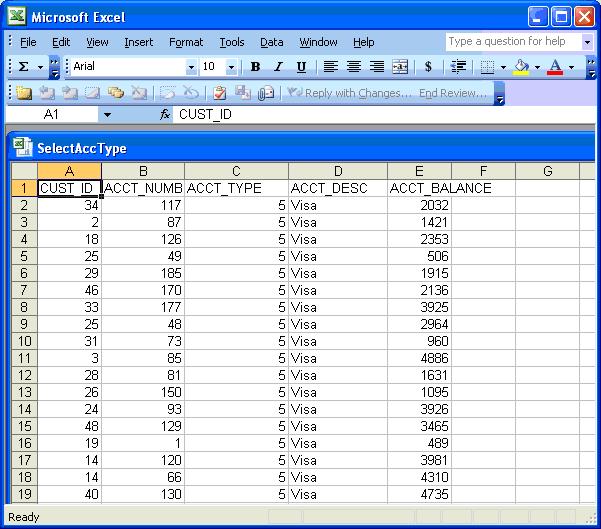 Microsoft Excel
File Edit View Insert Format Tools Data Window Help Type a question for help
Σ Arial 10 B I U $
Reply with Changes... End Review...
A1 fx CUST_ID
SelectAccType
A B C D E F G
1 CUST_ID ACCT_NUMB ACCT_TYPE ACCT_DESC ACCT_BALANCE
2 34 117 5 Visa 2032
3 2 87 5 Visa 1421
4 18 126 5 Visa 2353
5 25 49 5 Visa 506
6 29 185 5 Visa 1915
7 46 170 5 Visa 2136
8 33 177 5 Visa 3925
9 25 48 5 Visa 2964
10 31 73 5 Visa 960
11 3 85 5 Visa 4886
12 28 81 5 Visa 1631
13 26 150 5 Visa 1095
14 24 93 5 Visa 3926
15 48 129 5 Visa 3465
16 19 1 5 Visa 489
17 14 120 5 Visa 3981
18 14 66 5 Visa 4310
19 40 130 5 Visa 4735
Ready